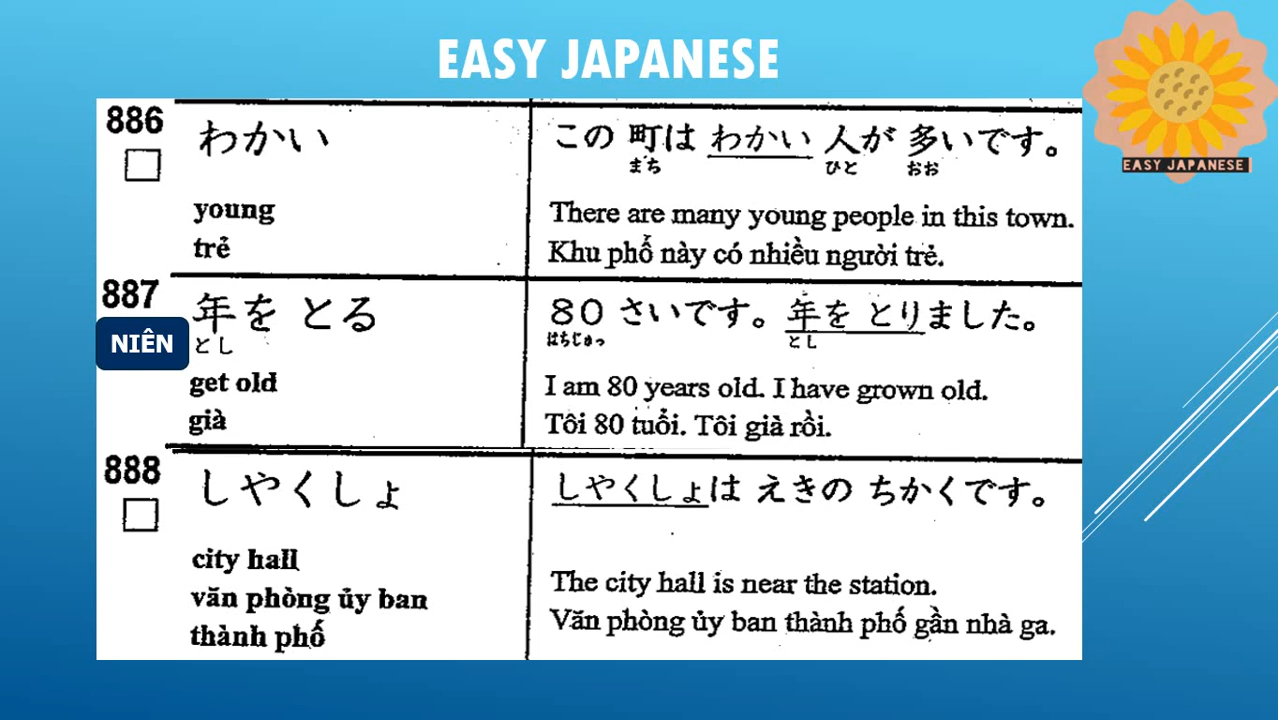 EASY JAPANESE
EASY JAPANESE
886
わかい
young
trẻ
この 町は わかい 人が 多いです。
まち ひと おお
There are many young people in this town.
Khu phố này có nhiều người trẻ.
887
NIÊN
年を とる
とし
get old
già
80 さいです。年を とりました。
はちじゅっ とし
I am 80 years old. I have grown old.
Tôi 80 tuổi. Tôi già rồi.
888
しやくしょ
city hall
văn phòng ủy ban
thành phố
しやくしょは えきの ちかくです。
The city hall is near the station.
Văn phòng ủy ban thành phố gần nhà ga.